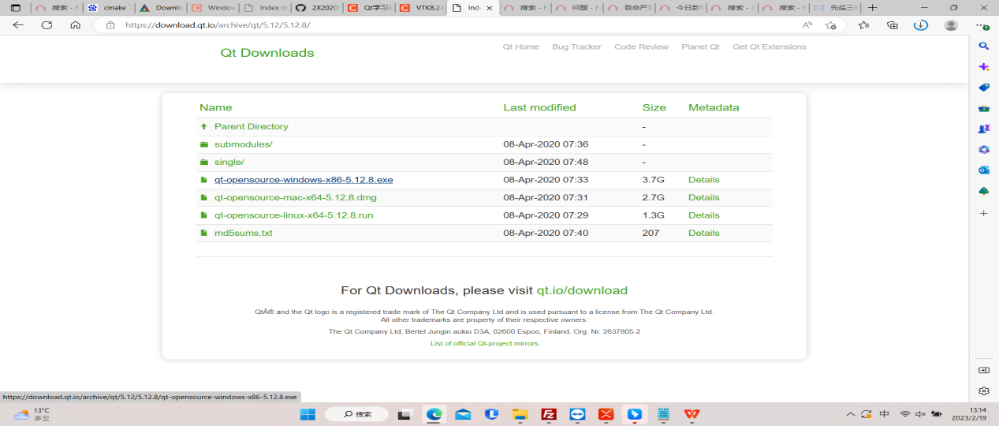 搜索 - F
cmake
Downlo
Window
Index of
2X2020
Qt学习
VTK8.2.
Inde
搜索 - F
问题 - F
致命严
今日新
搜索 - 3
搜索 - F
先临三
https://download.qt.io/archive/qt/5.12/5.12.8/
Qt Downloads
Qt Home Bug Tracker Code Review Planet Qt Get Qt Extensions
Name Last modified Size Metadata
Parent Directory -
submodules/ 08-Apr-2020 07:36 -
single/ 08-Apr-2020 07:48 -
qt-opensource-windows-x86-5.12.8.exe 08-Apr-2020 07:33 3.7G Details
qt-opensource-mac-x64-5.12.8.dmg 08-Apr-2020 07:31 2.7G Details
qt-opensource-linux-x64-5.12.8.run 08-Apr-2020 07:29 1.3G Details
md5sums.txt 08-Apr-2020 07:40 207 Details
For Qt Downloads, please visit qt.io/download
QtÂ® and the Qt logo is a registered trade mark of The Qt Company Ltd and is used pursuant to a license from The Qt Company Ltd.
All other trademarks are property of their respective owners.
The Qt Company Ltd, Bertel Jungin aukio D3A, 02600 Espoo, Finland. Org. Nr. 2637805-2
List of official Qt-project mirrors
https://download.qt.io/archive/qt/5.12/5.12.8/qt-opensource-windows-x86-5.12.8.exe
13°C
多云
搜索
中
13:14
2023/2/19